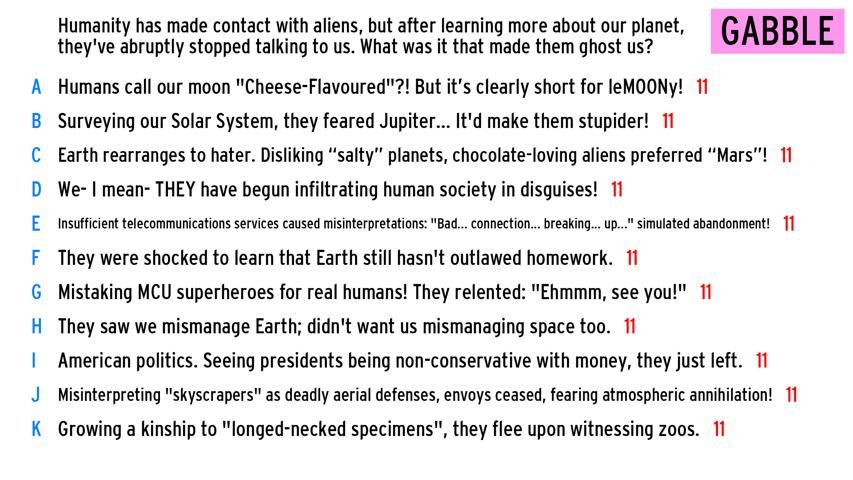 Humanity has made contact with aliens, but after learning more about our planet,
they've abruptly stopped talking to us. What was it that made them ghost us?
GABBLE
A Humans call our moon "Cheese-Flavoured"?! But it's clearly short for leMOONy! 11
B Surveying our Solar System, they feared Jupiter... It'd make them stupider! 11
C Earth rearranges to hater. Disliking “salty” planets, chocolate-loving aliens preferred “Mars”! 11
D We- I mean- THEY have begun infiltrating human society in disguises! 11
E Insufficient telecommunications services caused misinterpretations: "Bad... connection... breaking... up..." simulated abandonment! 11
F They were shocked to learn that Earth still hasn't outlawed homework. 11
G Mistaking MCU superheroes for real humans! They relented: "Ehmmm, see you!" 11
H They saw we mismanage Earth; didn't want us mismanaging space too. 11
I American politics. Seeing presidents being non-conservative with money, they just left. 11
J Misinterpreting "skyscrapers" as deadly aerial defenses, envoys ceased, fearing atmospheric annihilation! 11
K Growing a kinship to "longed-necked specimens", they flee upon witnessing zoos. 11